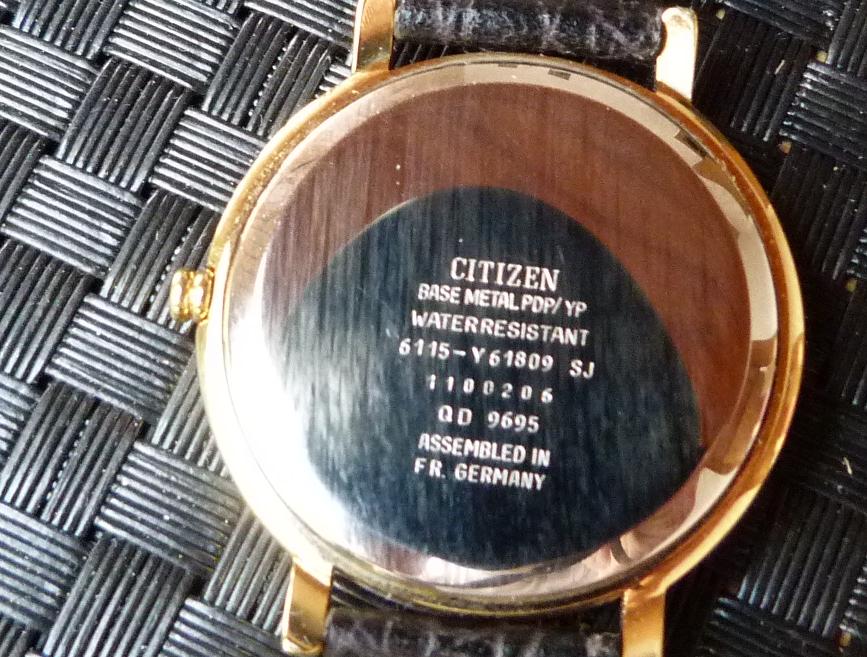 CITIZEN
BASE METAL PDP/YP
WATERRESISTANT
6115-Y61809 SJ
1100206
QD 9695
ASSEMBLED IN
FR. GERMANY